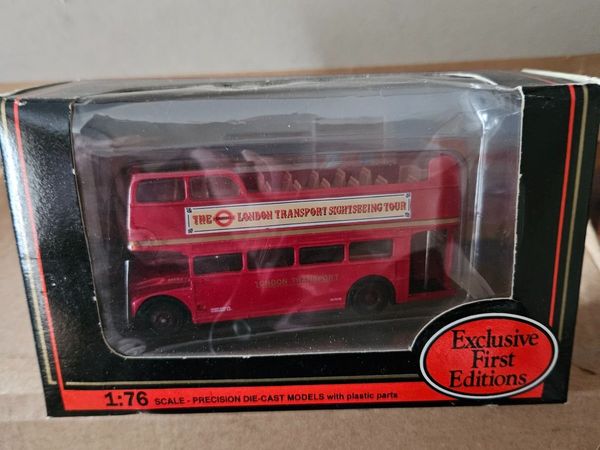 THE LONDON TRANSPORT SIGHTSEEING TOUR
LONDON TRANSPORT
Exclusive
First
Editions
1:76 SCALE - PRECISION DIE-CAST MODELS with plastic parts